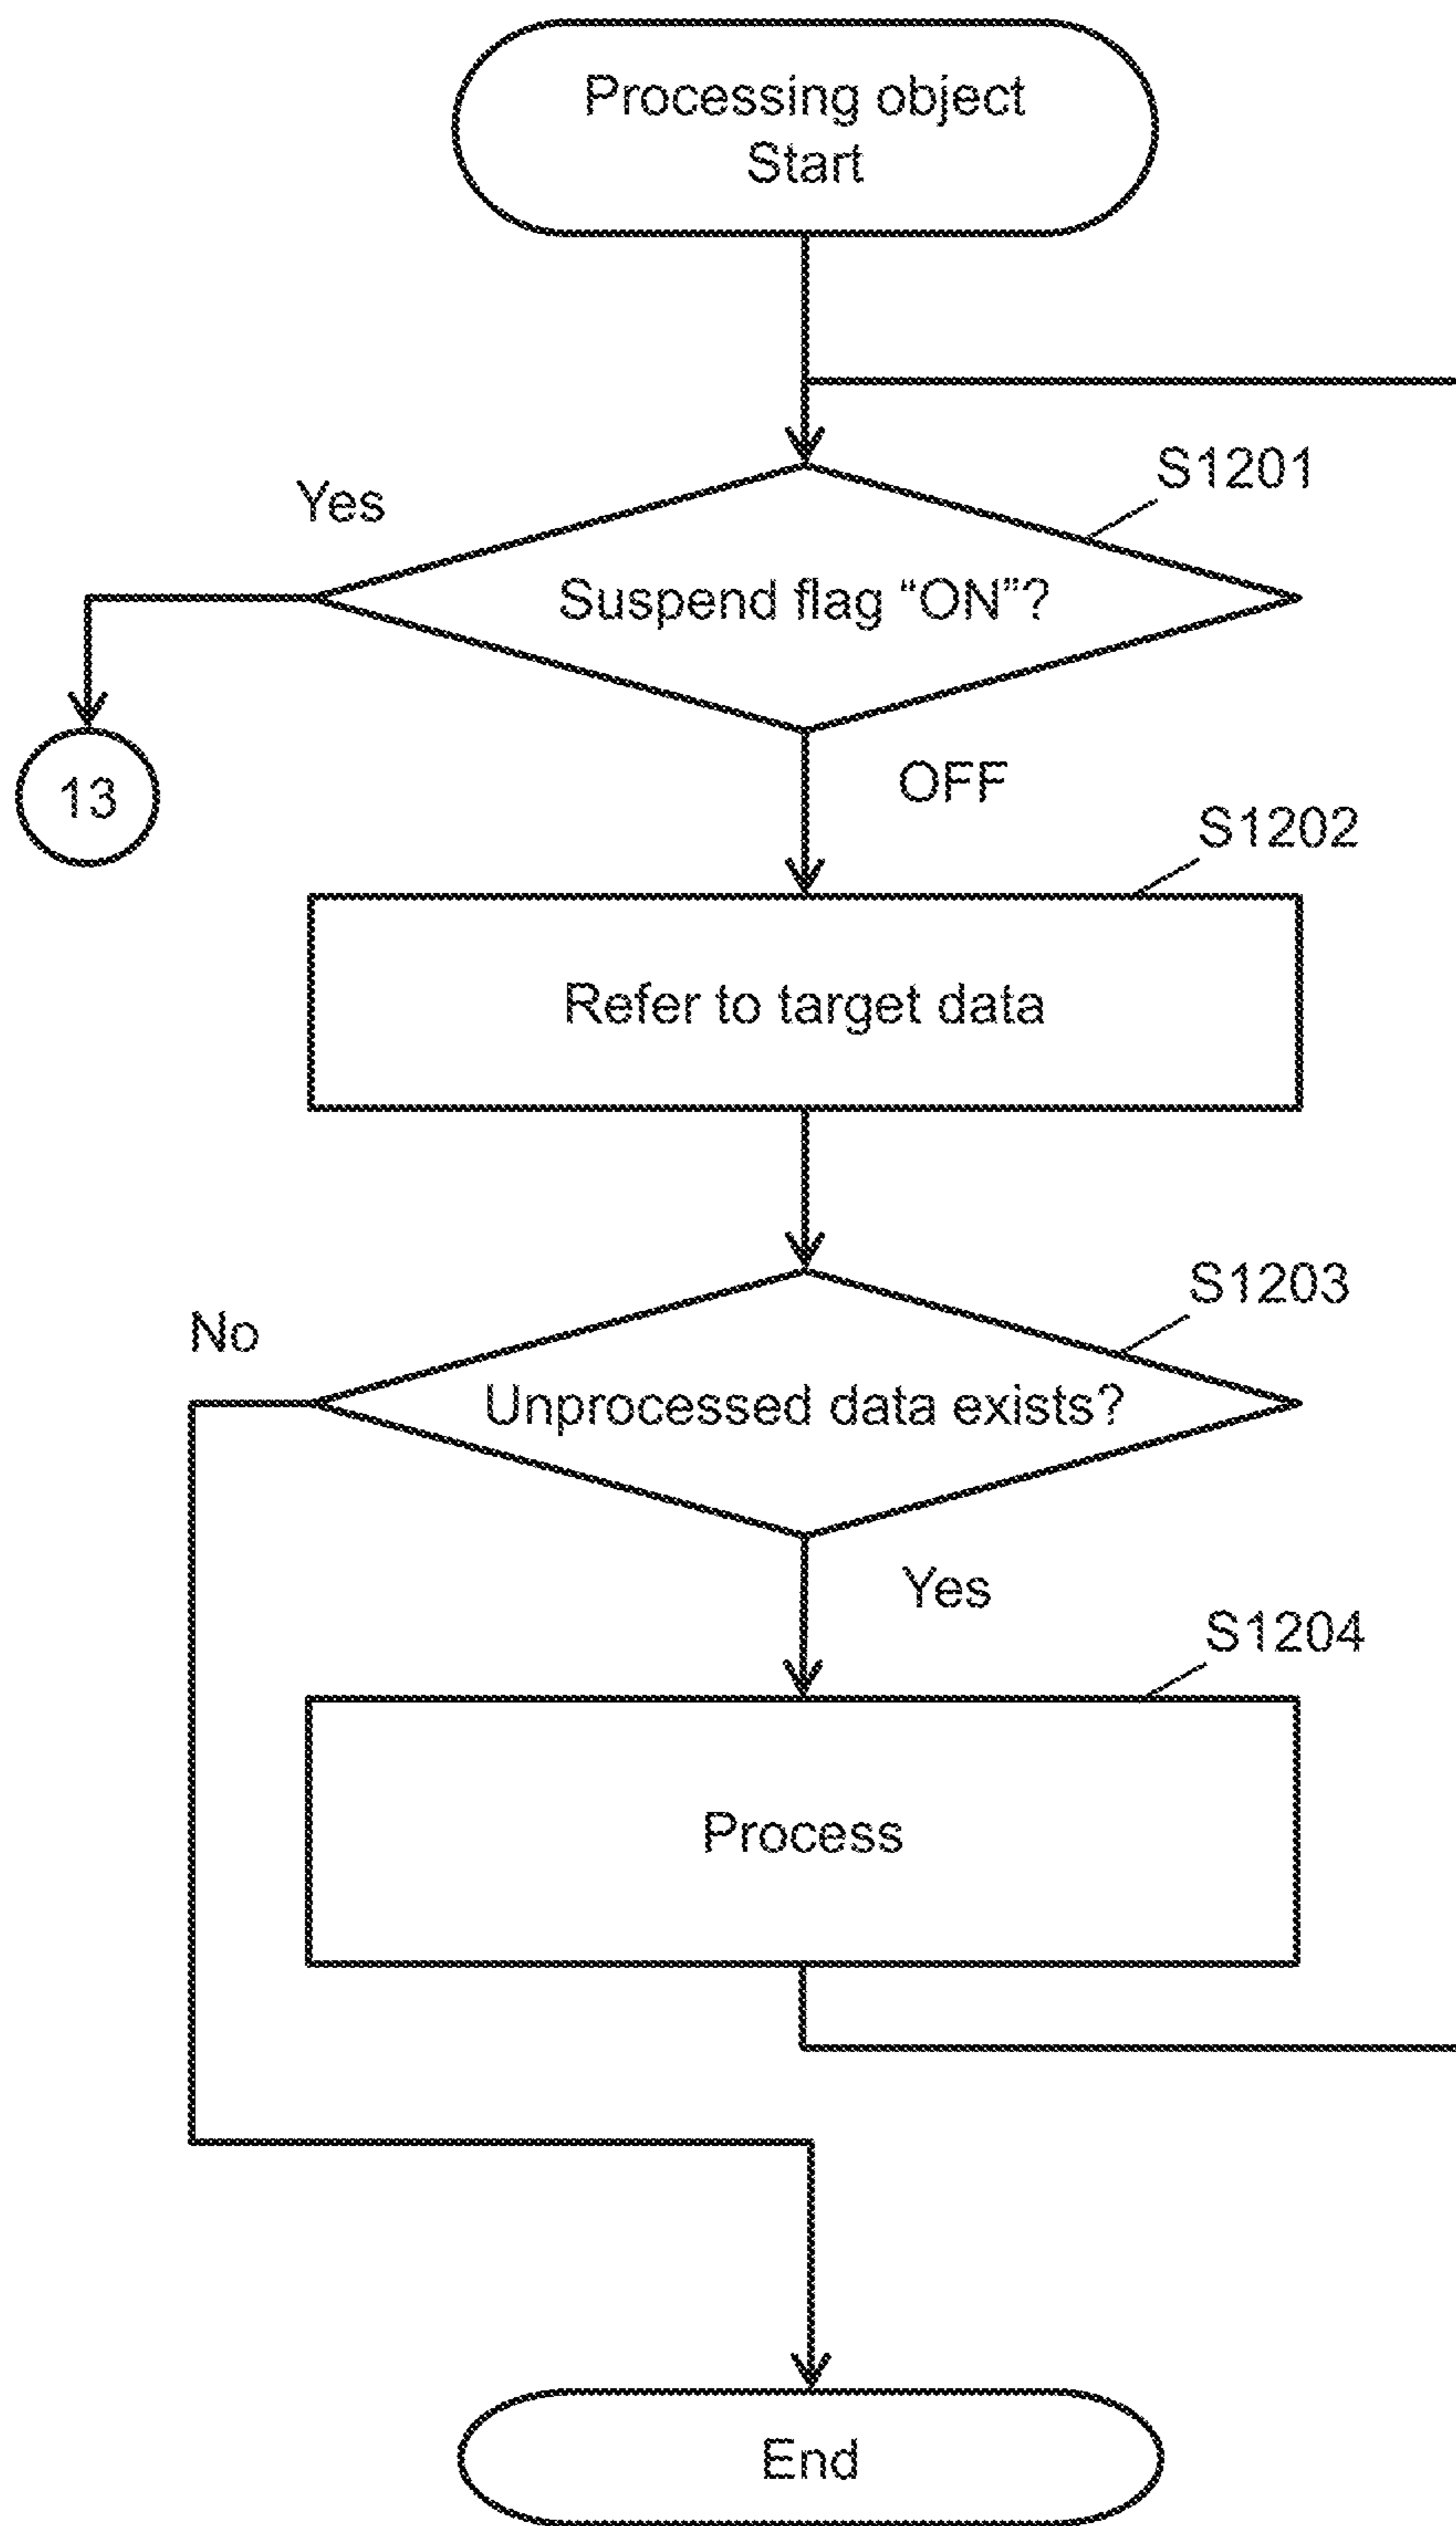 Processing object
Start
S1201
Yes
Suspend flag “ON”?
13
OFF
S1202
Refer to target data
S1203
No
Unprocessed data exists?
Yes
S1204
Process
End